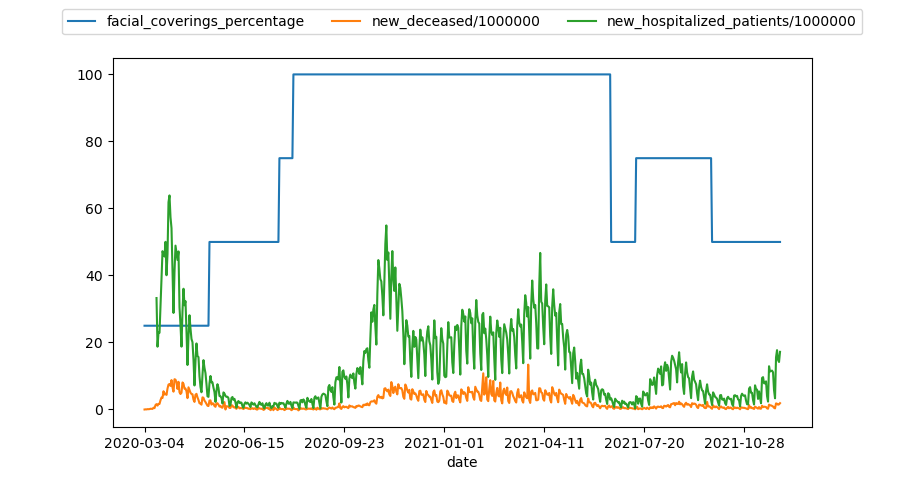 facial_coverings_percentage new_deceased/1000000 new_hospitalized_patients/1000000
100
80
60
40
20
0
2020-03-04 2020-06-15 2020-09-23 2021-01-01 2021-04-11 2021-07-20 2021-10-28
date